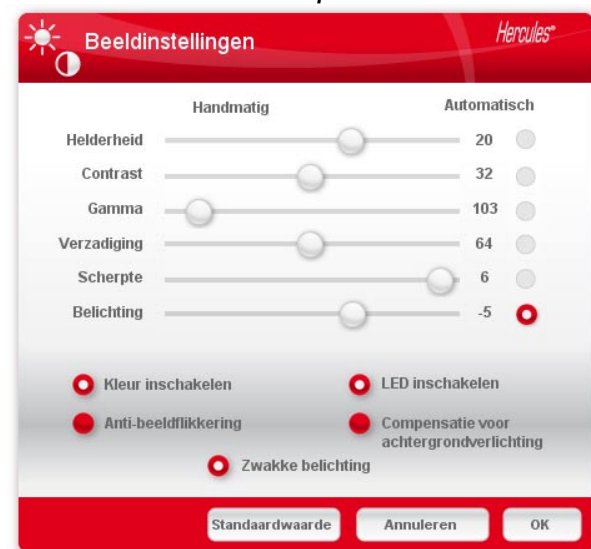 Beeldinstellingen
Hercules
Handmatig Automatisch
Helderheid 20
Contrast 32
Gamma 103
Verzadiging 64
Scherpte 6
Belichting -5
Kleur inschakelen LED inschakelen
Anti-beeldflikkering Compensatie voor
achtergrondverlichting
Zwakke belichting
Standaardwaarde Annuleren OK